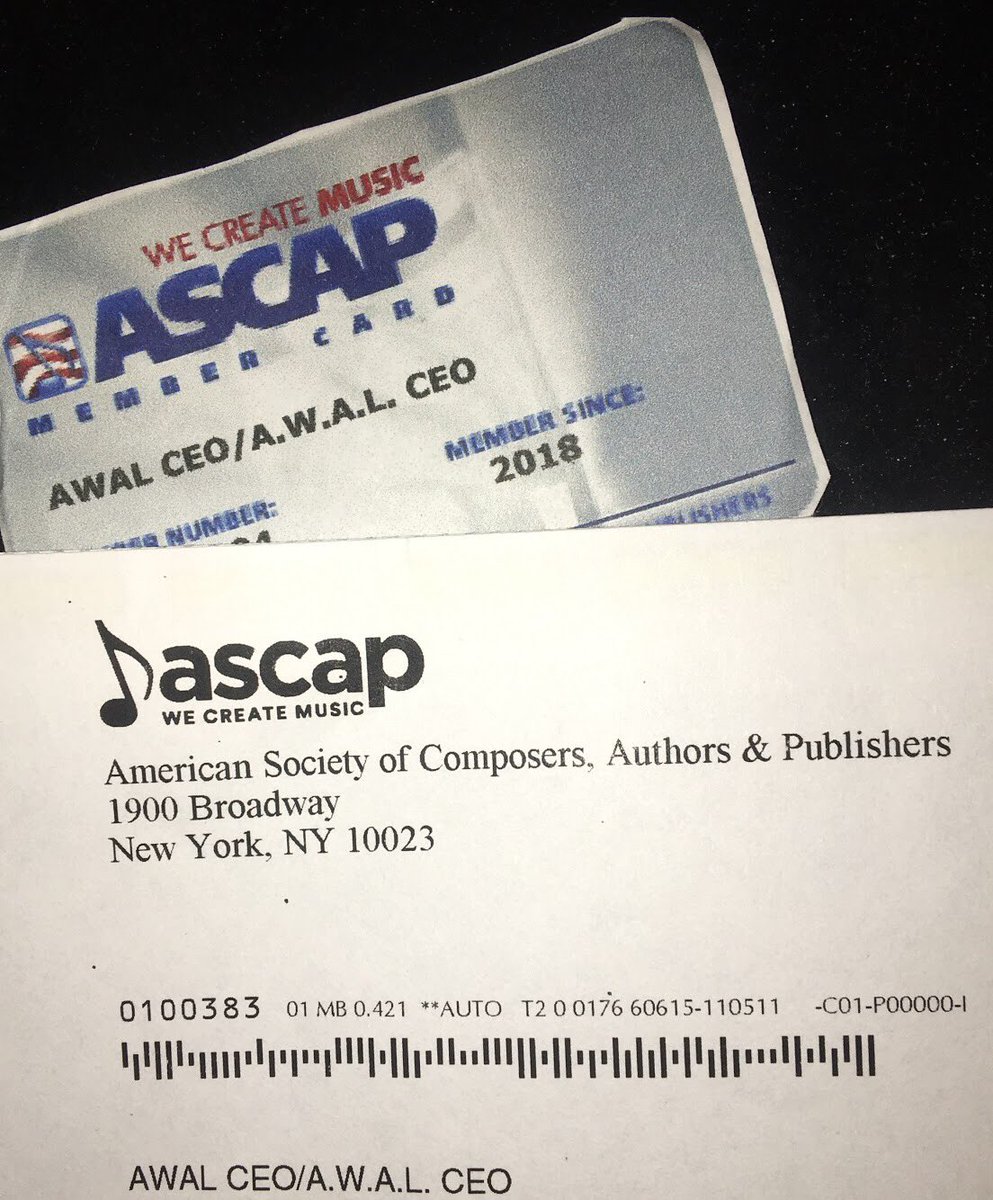 WE CREATE MUSIC
ASCAP
MEMBER CARD
AWAL CEO/A.W.A.L. CEO
MEMBER SINCE:
2018
NUMBER:
ascap
WE CREATE MUSIC
American Society of Composers, Authors & Publishers
1900 Broadway
New York, NY 10023
0100383 01 MB 0.421 **AUTO T2 0 0176 60615-110511 -C01-P00000-I
AWAL CEO/A.W.A.L. CEO